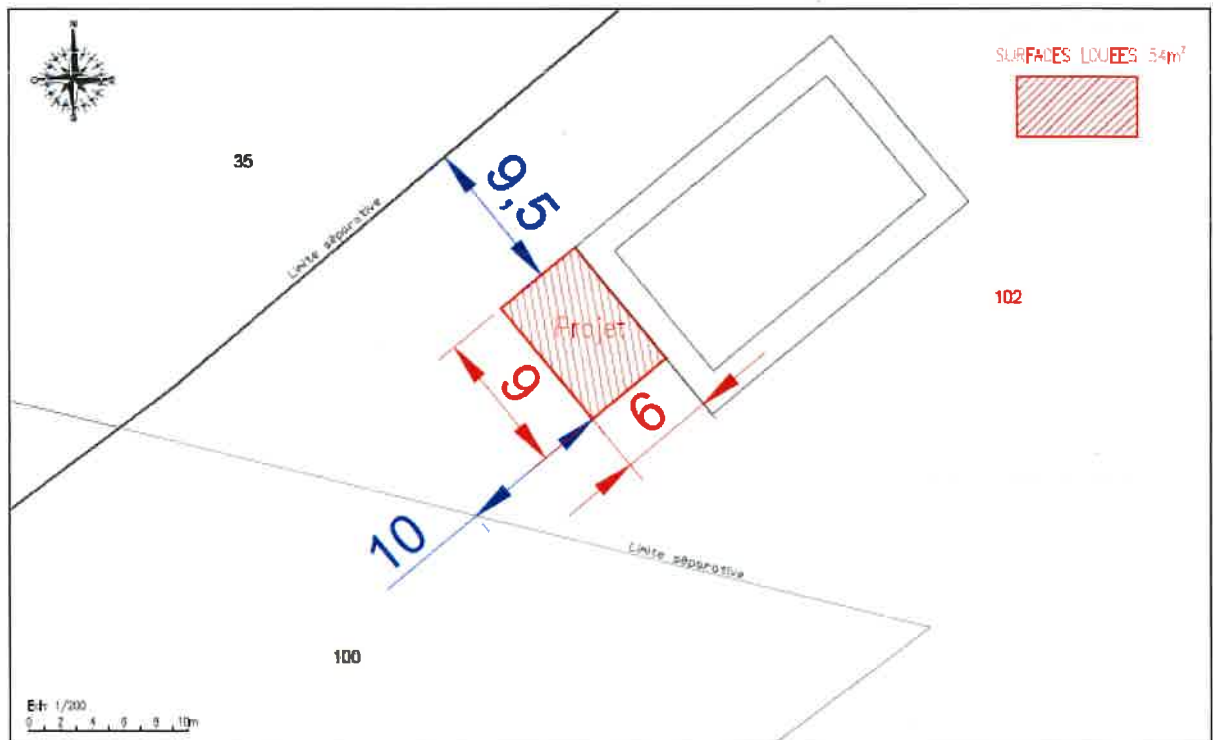 N
S
SURFACES LOUEES 54m²
35
9,5
Limite séparative
102
Projet
9
6
10
Limite séparative
100
Ech: 1/200
0 2 4 6 8 10m